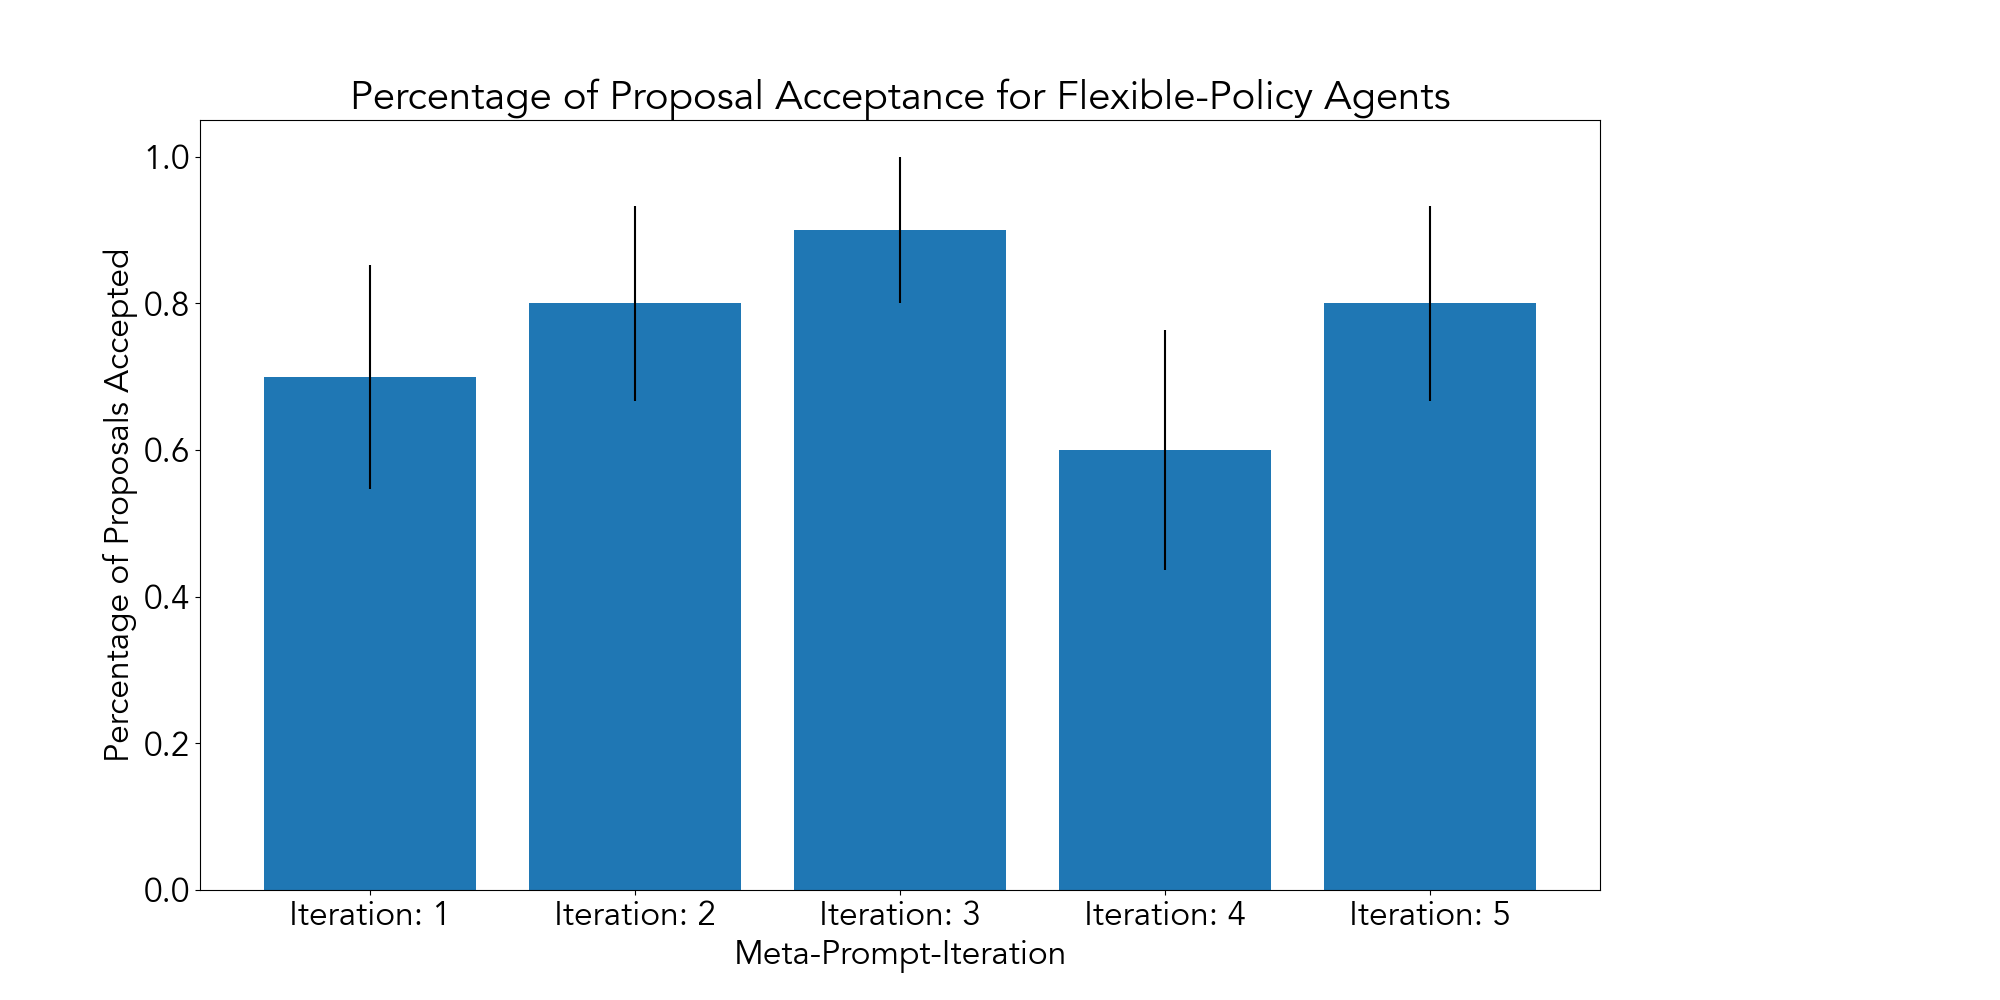 Percentage of Proposal Acceptance for Flexible-Policy Agents
Percentage of Proposals Accepted
1.0
0.8
0.6
0.4
0.2
0.0
Iteration: 1
Iteration: 2
Iteration: 3
Iteration: 4
Iteration: 5
Meta-Prompt-Iteration